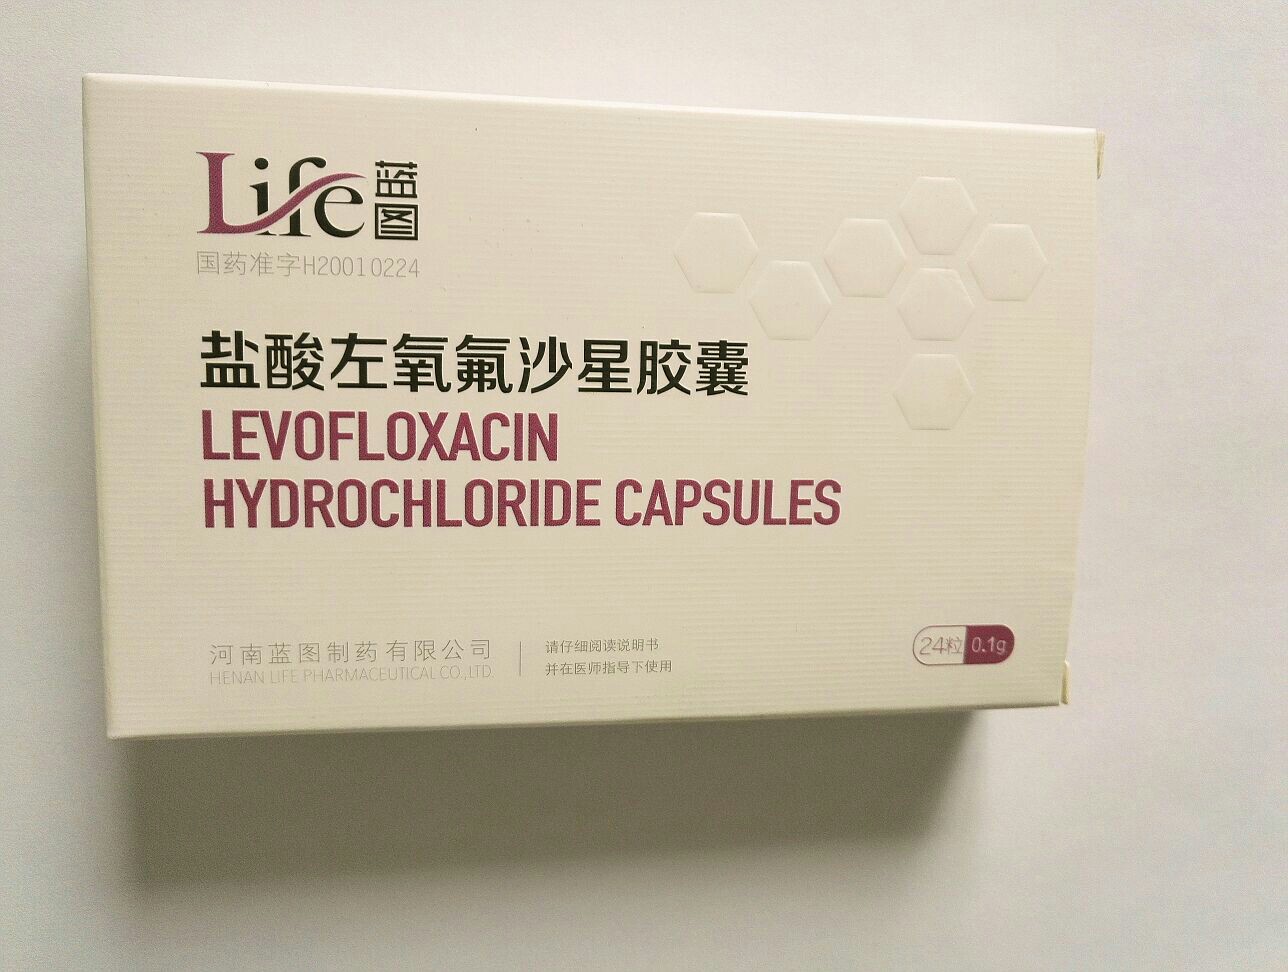 Life 蓝图
国药准字H20010224
盐酸左氧氟沙星胶囊
LEVOFLOXACIN
HYDROCHLORIDE CAPSULES
河南蓝图制药有限公司
HENAN LIFE PHARMACEUTICAL CO.,LTD.
请仔细阅读说明书
并在医师指导下使用
24粒 0.1g